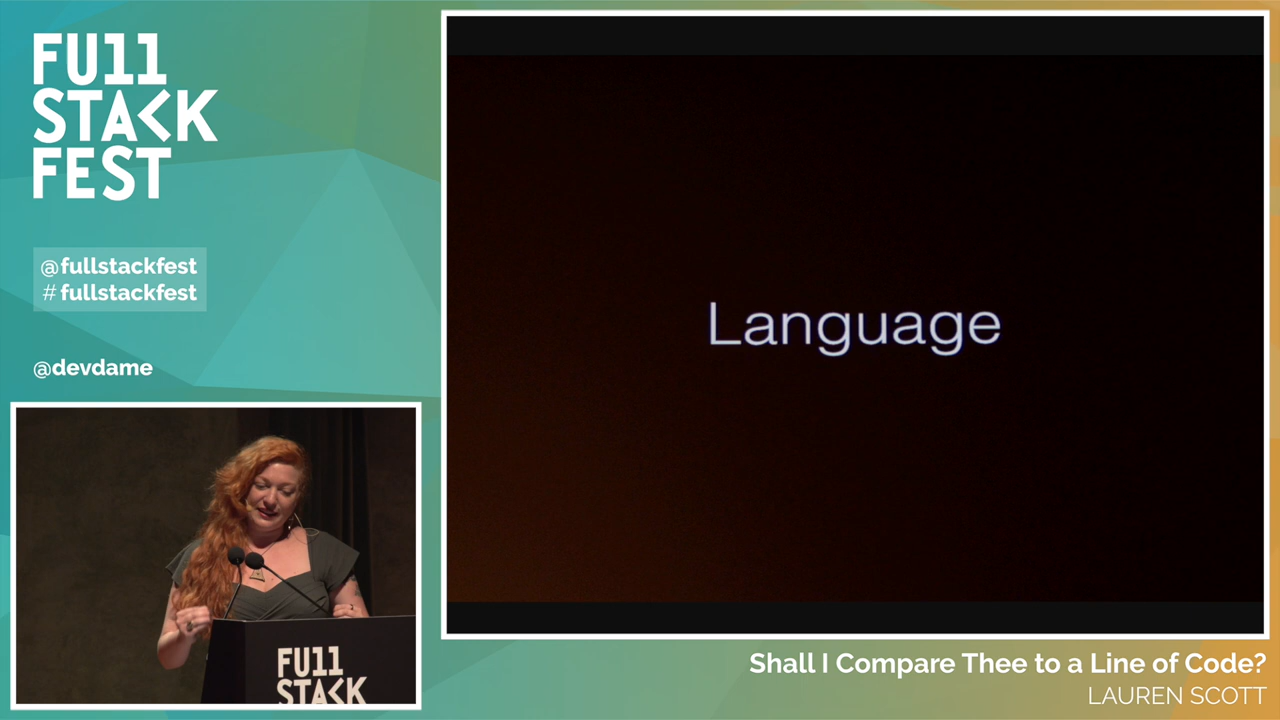 FU11
STACK
FEST
@fullstackfest
#fullstackfest
@devdame
Language
FU11
STACK
Shall I Compare Thee to a Line of Code?
LAUREN SCOTT